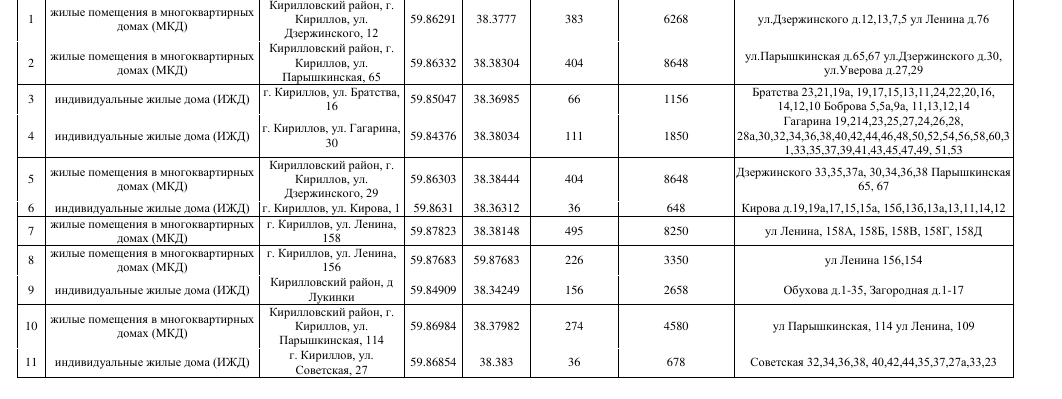 1 жилые помещения в многоквартирных домах (МКД) Кирилловский район, г. Кириллов, ул. Дзержинского, 12 59.86291 38.3777 383 6268 ул.Дзержинского д.12,13,7,5 ул Ленина д.76
2 жилые помещения в многоквартирных домах (МКД) Кирилловский район, г. Кириллов, ул. Парышкинская, 65 59.86332 38.38304 404 8648 ул.Парышкинская д.65,67 ул.Дзержинского д.30, ул.Уверова д.27,29
3 индивидуальные жилые дома (ИЖД) г. Кириллов, ул. Братства, 16 59.85047 38.36985 66 1156 Братства 23,21,19а, 19,17,15,13,11,24,22,20,16, 14,12,10 Боброва 5,5а,9а, 11,13,12,14
4 индивидуальные жилые дома (ИЖД) г. Кириллов, ул. Гагарина, 30 59.84376 38.38034 111 1850 Гагарина 19,214,23,25,27,24,26,28, 28а,30,32,34,36,38,40,42,44,46,48,50,52,54,56,58,60,3 1,33,35,37,39,41,43,45,47,49, 51,53
5 жилые помещения в многоквартирных домах (МКД) Кирилловский район, г. Кириллов, ул. Дзержинского, 29 59.86303 38.38444 404 8648 Дзержинского 33,35,37а, 30,34,36,38 Парышкинская 65, 67
6 индивидуальные жилые дома (ИЖД) г. Кириллов, ул. Кирова, 1 59.8631 38.36312 36 648 Кирова д.19,19а,17,15,15а, 15б,13б,13а,13,11,14,12
7 жилые помещения в многоквартирных домах (МКД) г. Кириллов, ул. Ленина, 158 59.87823 38.38148 495 8250 ул Ленина, 158А, 158Б, 158В, 158Г, 158Д
8 жилые помещения в многоквартирных домах (МКД) г. Кириллов, ул. Ленина, 156 59.87683 59.87683 226 3350 ул Ленина 156,154
9 индивидуальные жилые дома (ИЖД) Кирилловский район, д Лукинки 59.84909 38.34249 156 2658 Обухова д.1-35, Загородная д.1-17
10 жилые помещения в многоквартирных домах (МКД) Кирилловский район, г. Кириллов, ул. Парышкинская, 114 59.86984 38.37982 274 4580 ул Парышкинская, 114 ул Ленина, 109
11 индивидуальные жилые дома (ИЖД) г. Кириллов, ул. Советская, 27 59.86854 38.383 36 678 Советская 32,34,36,38, 40,42,44,35,37,27а,33,23